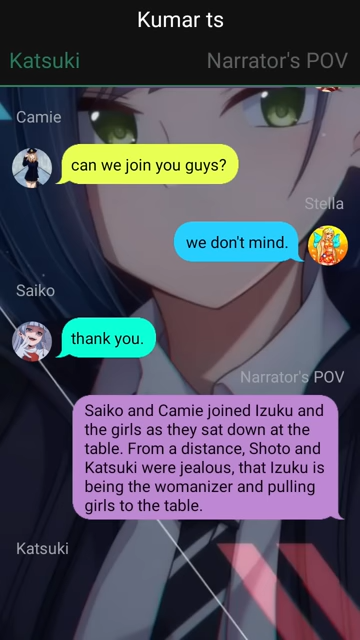 Kumar ts
Katsuki
Narrator's POV
Camie
can we join you guys?
Stella
we don't mind.
Saiko
thank you.
Narrator's POV
Saiko and Camie joined Izuku and
the girls as they sat down at the
table. From a distance, Shoto and
Katsuki were jealous, that Izuku is
being the womanizer and pulling
girls to the table.
Katsuki